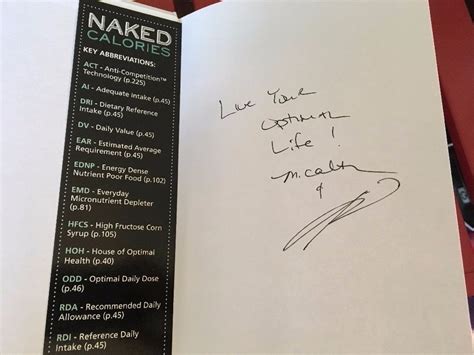 NAKED
CALORIES
KEY ABBREVIATIONS:
ACT - Anti-Competition™
Technology (p.225)
AI - Adequate Intake (p.45)
DRI - Dietary Reference
Intake (p.45)
DV - Daily Value (p.45)
EAR - Estimated Average
Requirement (p.45)
EDNP - Energy Dense
Nutrient Poor Food (p.102)
EMD - Everyday
Micronutrient Depleter
(p.81)
HFCS - High Fructose Corn
Syrup (p.105)
HOH - House of Optimal
Health (p.40)
ODD - Optimal Daily Dose
(p.46)
RDA - Recommended Daily
Allowance (p.45)
RDI - Reference Daily
Intake (p.45)
Live Your
Optimal
Life !
&